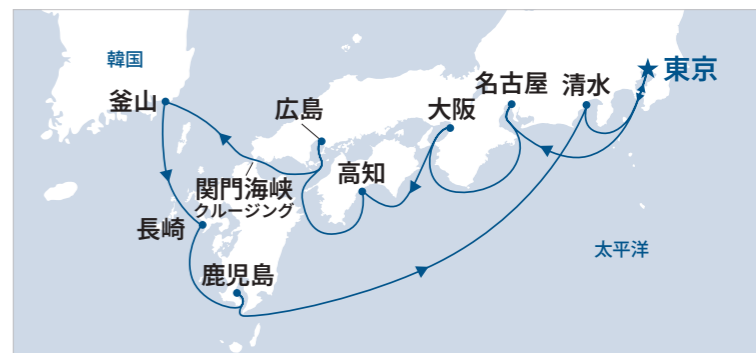 韓国
★東京
釜山
広島
大阪
名古屋
清水
高知
関門海峡
クルージング
長崎
鹿児島
太平洋